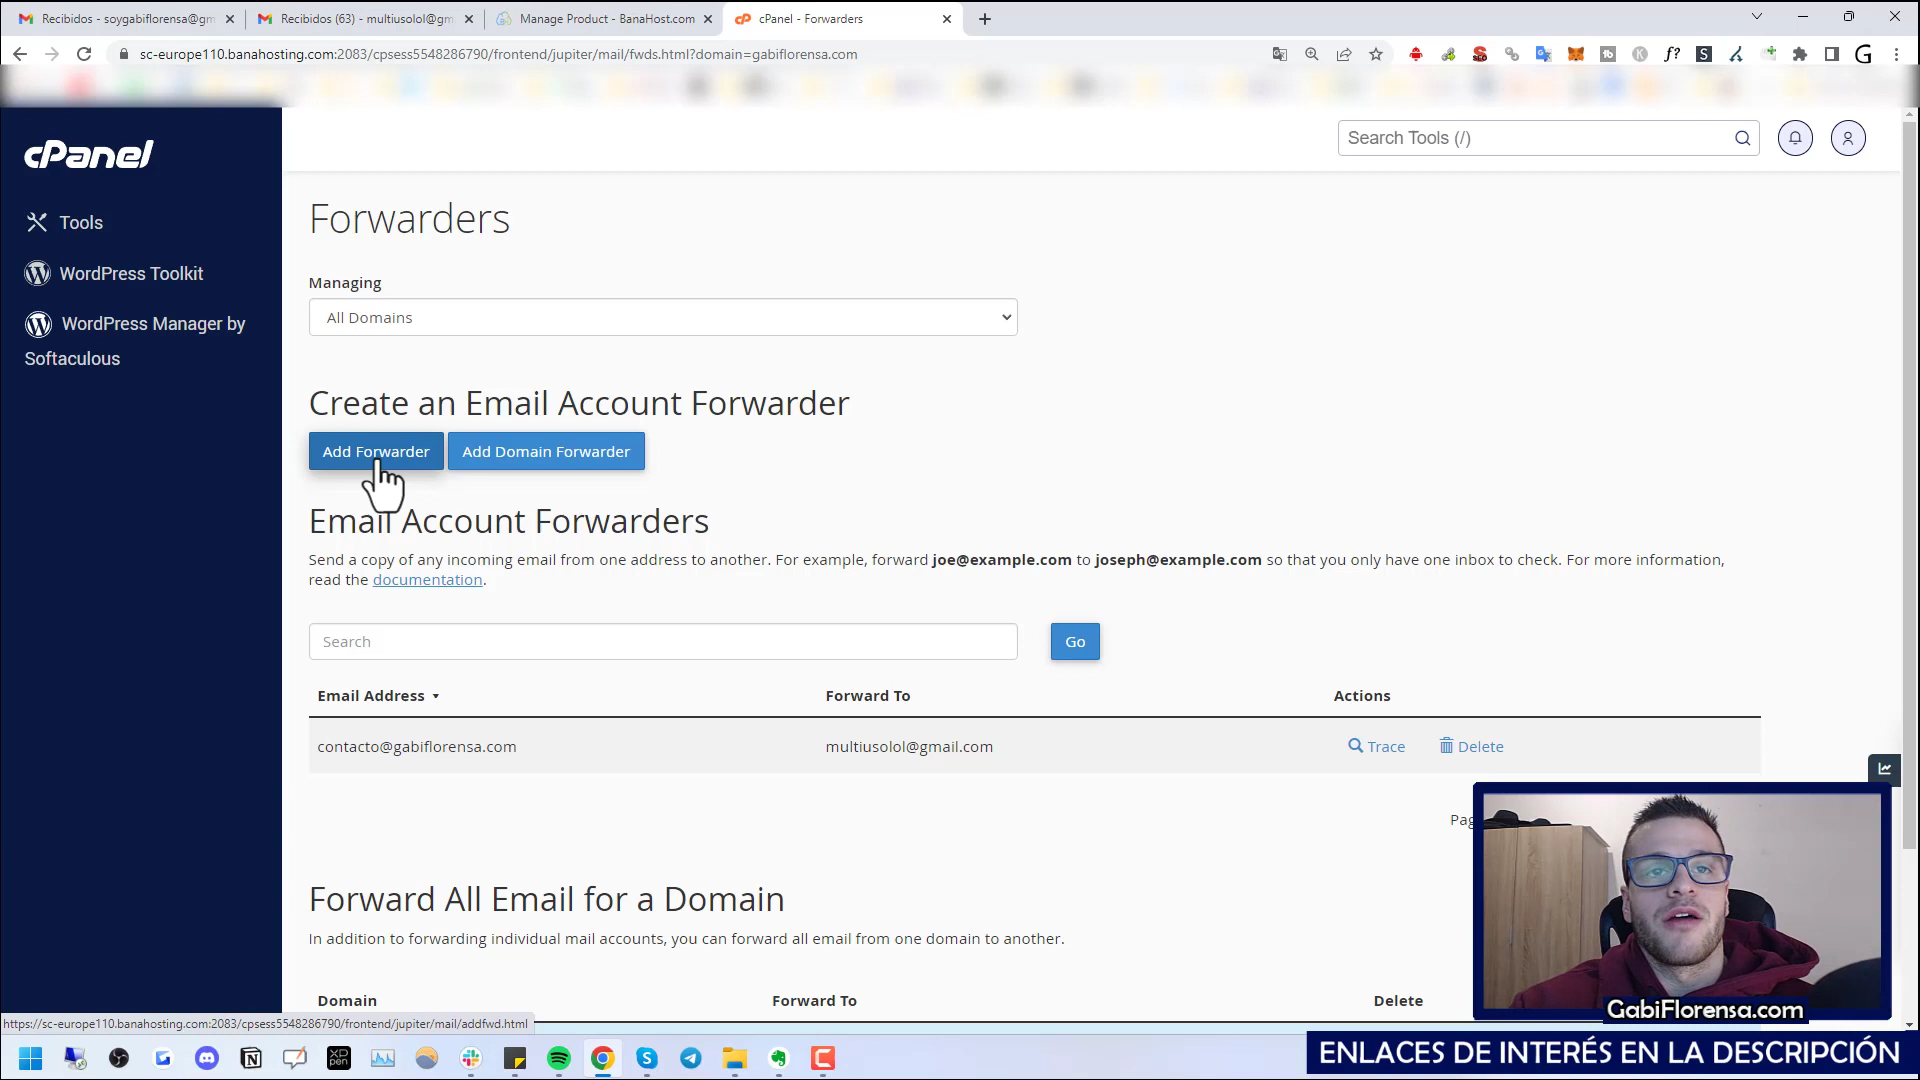 Recibidos - soygabiflorensa@gm
Recibidos (63) - multiusolol@gm
Manage Product - BanaHost.com
cPanel - Forwarders
sc-europe110.banahosting.com:2083/cpsess5548286790/frontend/jupiter/mail/fwds.html?domain=gabiflorensa.com
cPanel
Search Tools (/)
Tools
WordPress Toolkit
WordPress Manager by
Softaculous
Forwarders
Managing
All Domains
Create an Email Account Forwarder
Add Forwarder
Add Domain Forwarder
Email Account Forwarders
Send a copy of any incoming email from one address to another. For example, forward joe@example.com to joseph@example.com so that you only have one inbox to check. For more information,
read the documentation.
Search
Go
Email Address
Forward To
Actions
contacto@gabiflorensa.com
multiusolol@gmail.com
Trace
Delete
Pag
Forward All Email for a Domain
In addition to forwarding individual mail accounts, you can forward all email from one domain to another.
Domain
Forward To
Delete
https://sc-europe110.banahosting.com:2083/cpsess5548286790/frontend/jupiter/mail/addfwd.html
GabiFlorensa.com
ENLACES DE INTERÉS EN LA DESCRIPCIÓN